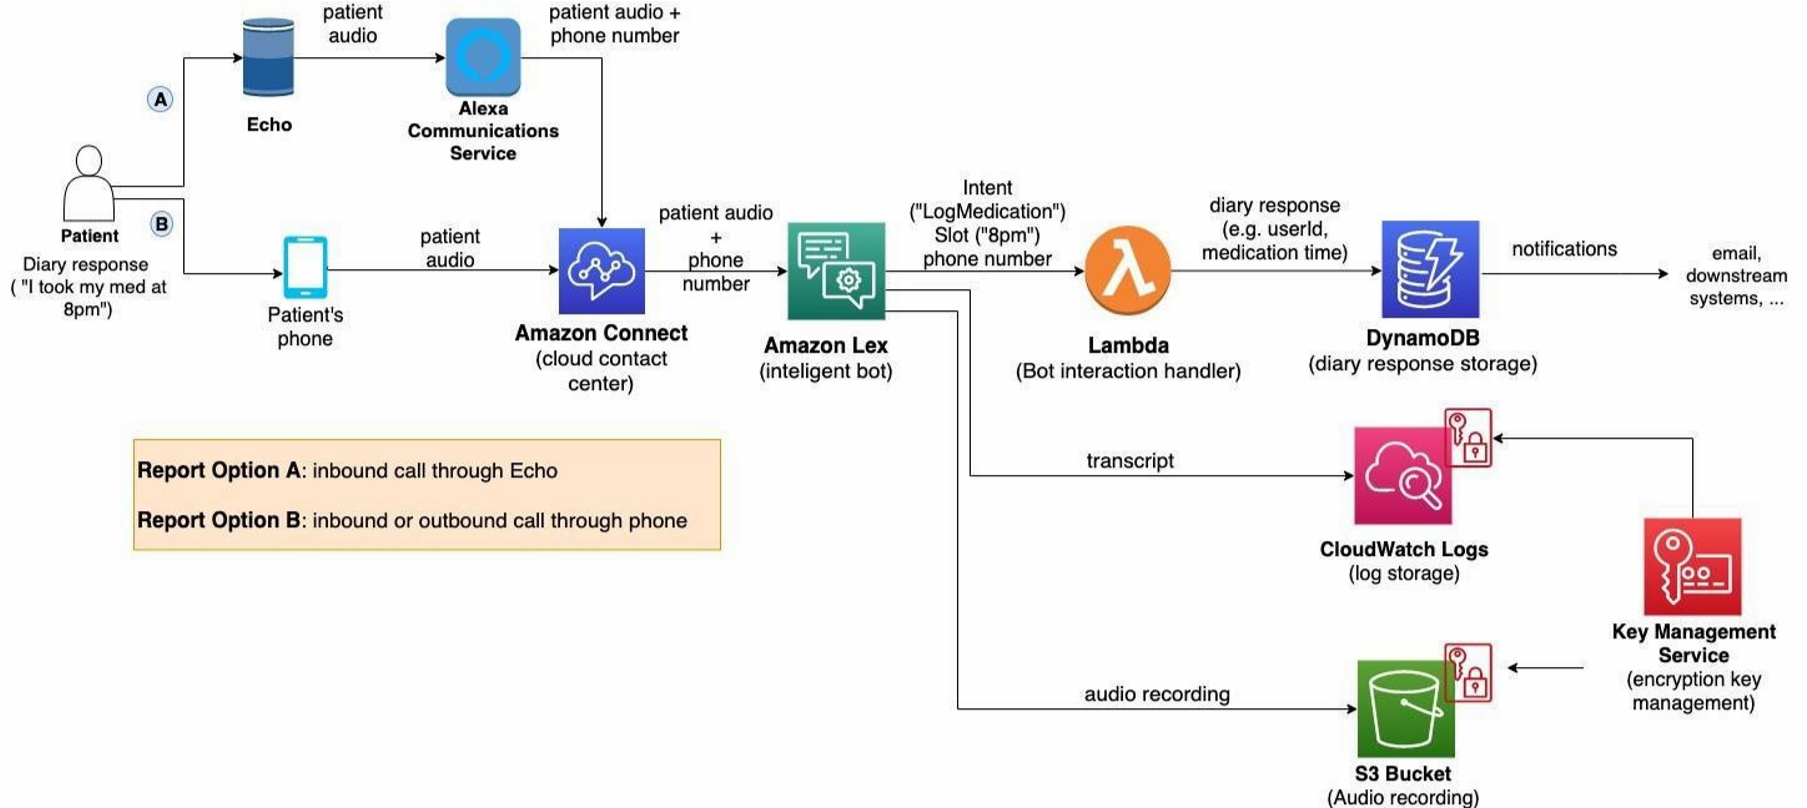 patient
audio
patient audio +
phone number
A
Echo
Alexa
Communications
Service
B
Patient
Diary response
( "I took my med at
8pm")
Patient's
phone
patient
audio
Amazon Connect
(cloud contact
center)
patient audio
+
phone
number
Amazon Lex
(inteligent bot)
Intent
("LogMedication")
Slot ("8pm")
phone number
Lambda
(Bot interaction handler)
diary response
(e.g. userId,
medication time)
DynamoDB
(diary response storage)
notifications
email,
downstream
systems, ...
Report Option A: inbound call through Echo
Report Option B: inbound or outbound call through phone
transcript
CloudWatch Logs
(log storage)
Key Management
Service
(encryption key
management)
audio recording
S3 Bucket
(Audio recording)